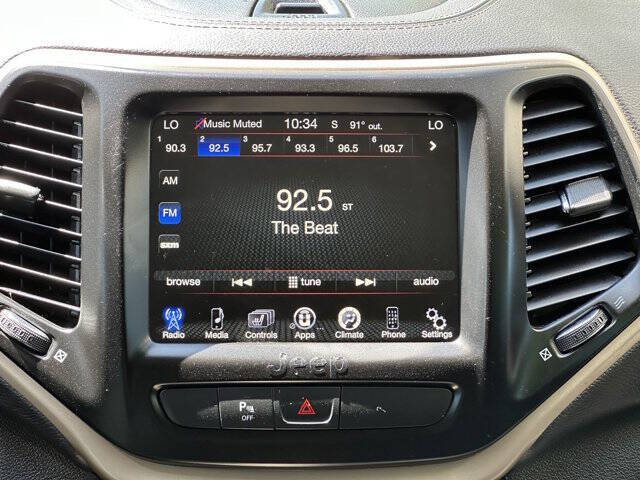 LO Music Muted 10:34 S 91° out. LO
1 90.3 2 92.5 3 95.7 4 93.3 5 96.5 6 103.7
AM
FM
sxm
92.5 ST
The Beat
browse tune audio
Radio Media Controls Apps Climate Phone Settings
Jeep
P
OFF